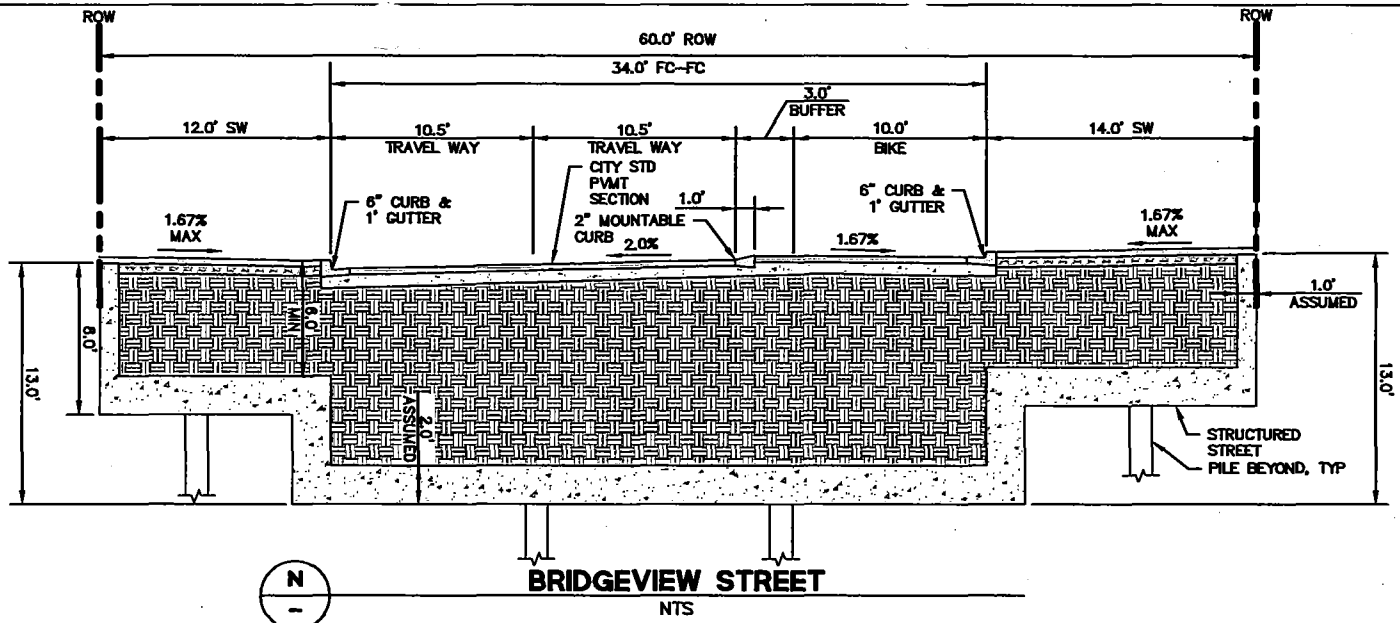 ROW
ROW
60.0' ROW
34.0' FC-FC
3.0'
BUFFER
12.0' SW
10.5'
TRAVEL WAY
10.5'
TRAVEL WAY
10.0'
BIKE
14.0' SW
CITY STD
PVMT
SECTION
1.0'
6" CURB &
1' GUTTER
2" MOUNTABLE
CURB
6" CURB &
1' GUTTER
1.67%
MAX
2.0%
1.67%
1.67%
MAX
1.0'
ASSUMED
6.0'
MIN
8.0'
13.0'
2.0'
ASSUMED
13.0'
STRUCTURED
STREET
PILE BEYOND, TYP
N
-
BRIDGEVIEW STREET
NTS